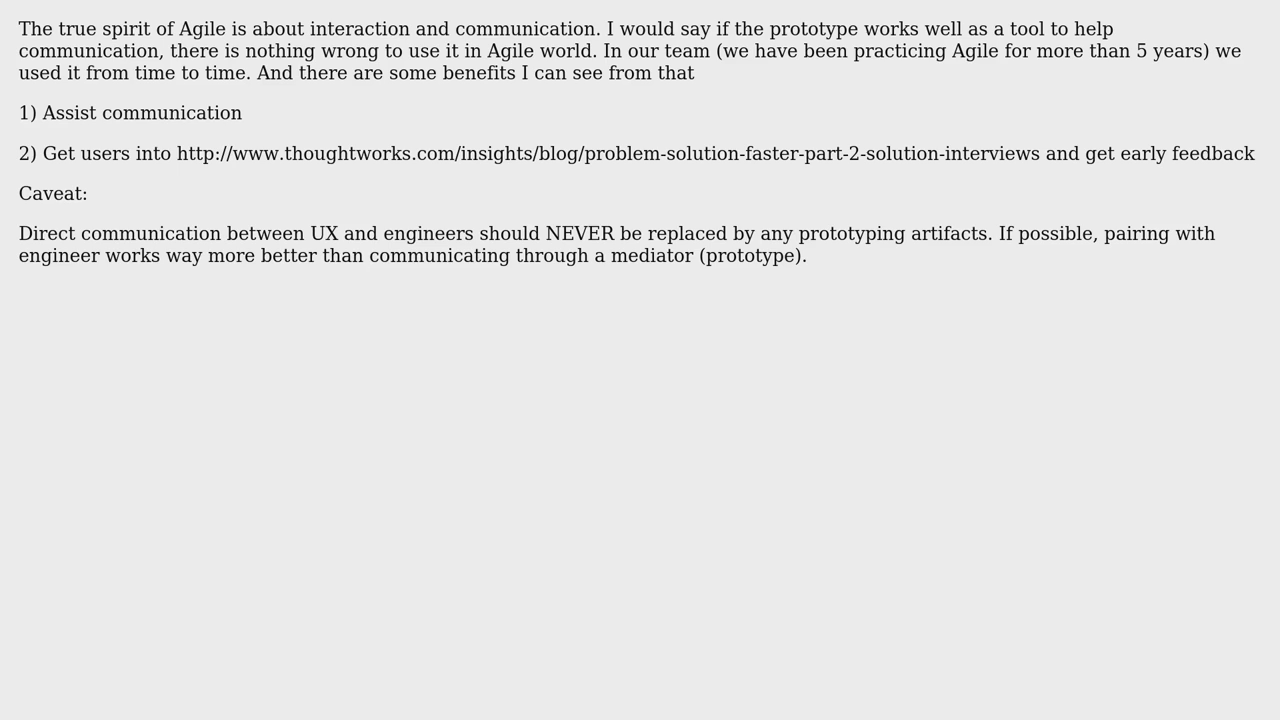 The true spirit of Agile is about interaction and communication. I would say if the prototype works well as a tool to help
communication, there is nothing wrong to use it in Agile world. In our team (we have been practicing Agile for more than 5 years) we
used it from time to time. And there are some benefits I can see from that
1) Assist communication
2) Get users into http://www.thoughtworks.com/insights/blog/problem-solution-faster-part-2-solution-interviews and get early feedback
Caveat:
Direct communication between UX and engineers should NEVER be replaced by any prototyping artifacts. If possible, pairing with
engineer works way more better than communicating through a mediator (prototype).